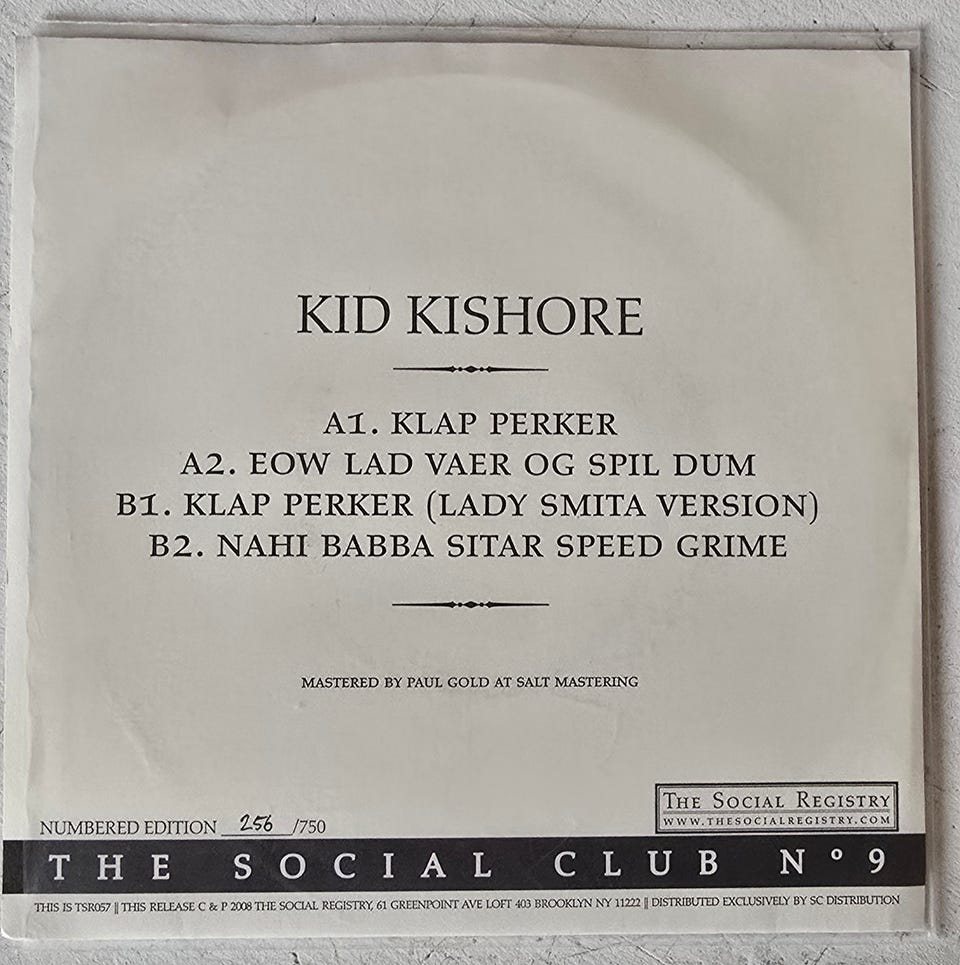 KID KISHORE
A1. KLAP PERKER
A2. EOW LAD VAER OG SPIL DUM
B1. KLAP PERKER (LADY SMITA VERSION)
B2. NAHI BABBA SITAR SPEED GRIME
MASTERED BY PAUL GOLD AT SALT MASTERING
THE SOCIAL REGISTRY
WWW.THESOCIALREGISTRY.COM
NUMBERED EDITION 256 /750
THE SOCIAL CLUB Nº 9
THIS IS TSR057 || THIS RELEASE C & P 2008 THE SOCIAL REGISTRY, 61 GREENPOINT AVE LOFT 403 BROOKLYN NY 11222 || DISTRIBUTED EXCLUSIVELY BY SC DISTRIBUTION